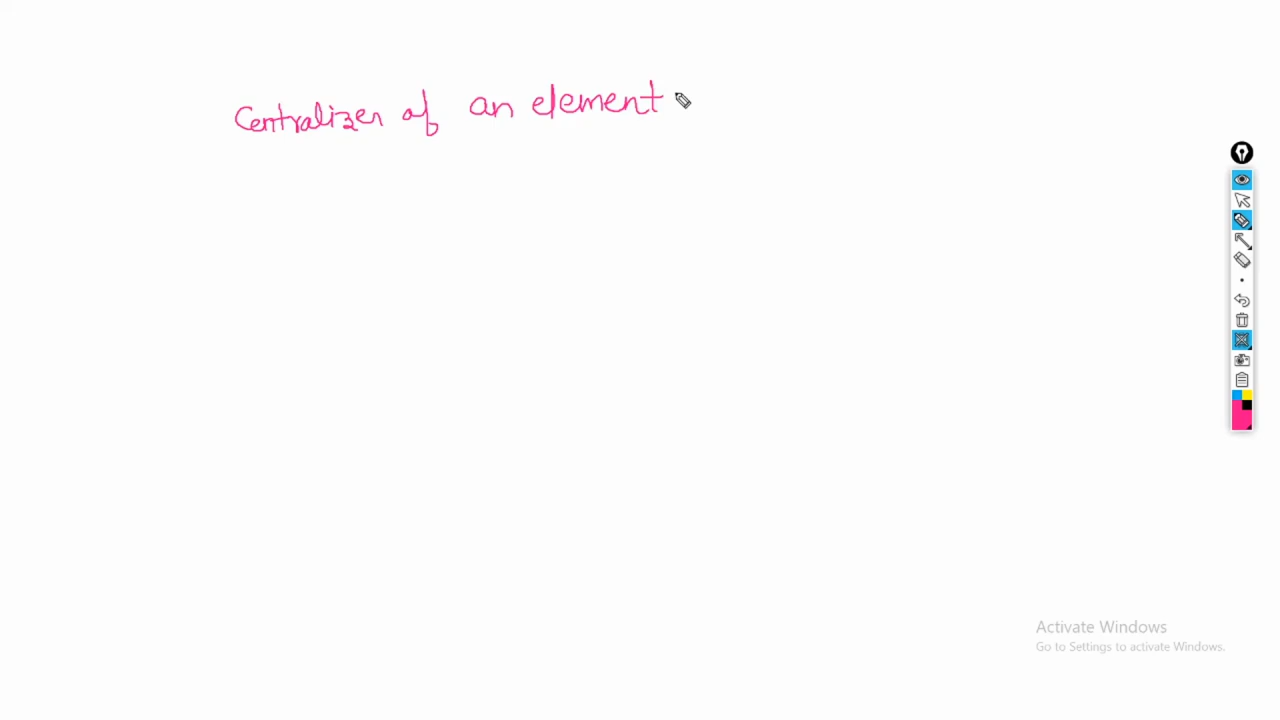 Centralizer of an element
Activate Windows
Go to Settings to activate Windows.